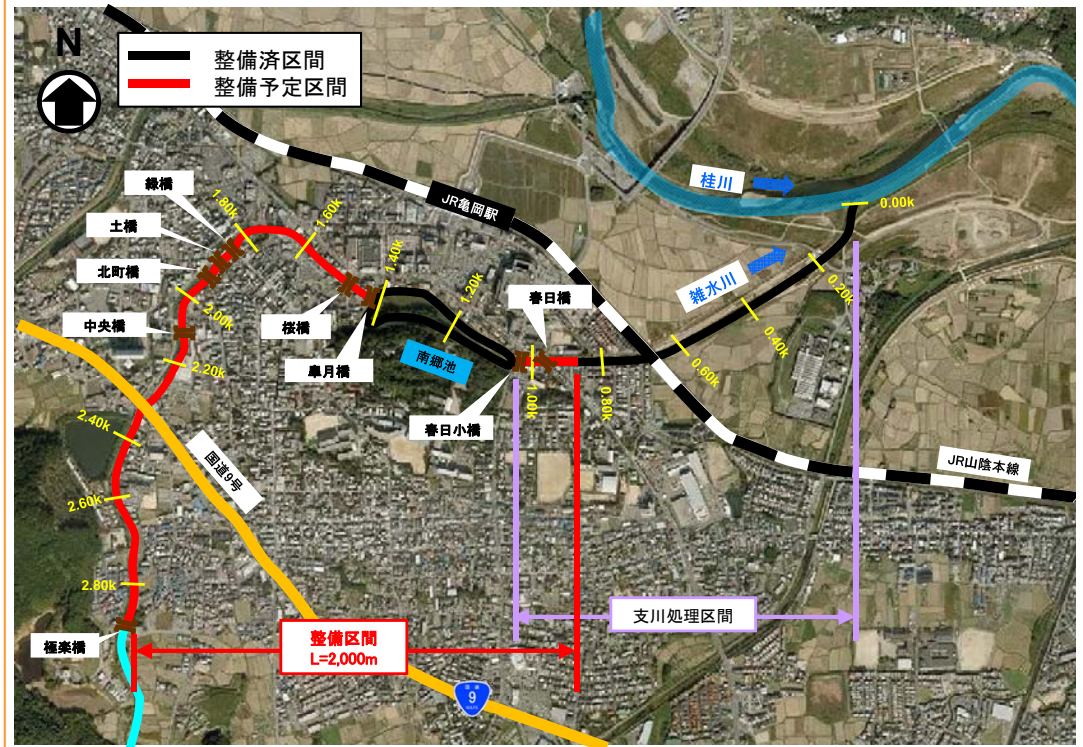 N
整備済区間
整備予定区間
緑橋
土橋
北町橋
中央橋
1.80k
1.60k
2.00k
2.20k
2.40k
2.60k
2.80k
極楽橋
桜橋
皐月橋
1.40k
1.20k
南郷池
春日橋
春日小橋
1.00k
0.80k
0.60k
0.40k
0.20k
0.00k
JR亀岡駅
桂川
雑水川
JR山陰本線
国道9号
支川処理区間
整備区間
L=2,000m
9